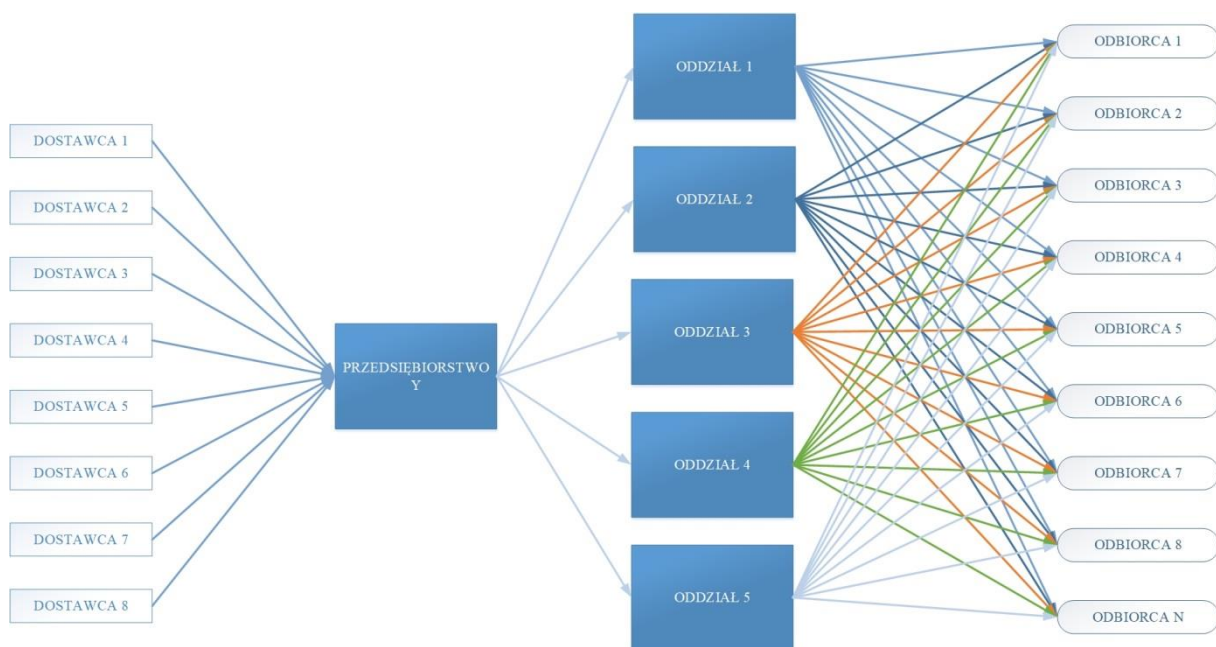 DOSTAWCA 1
DOSTAWCA 2
DOSTAWCA 3
DOSTAWCA 4
DOSTAWCA 5
DOSTAWCA 6
DOSTAWCA 7
DOSTAWCA 8
PRZEDSIĘBIORSTWO
Y
ODDZIAŁ 1
ODDZIAŁ 2
ODDZIAŁ 3
ODDZIAŁ 4
ODDZIAŁ 5
ODBIORCA 1
ODBIORCA 2
ODBIORCA 3
ODBIORCA 4
ODBIORCA 5
ODBIORCA 6
ODBIORCA 7
ODBIORCA 8
ODBIORCA N